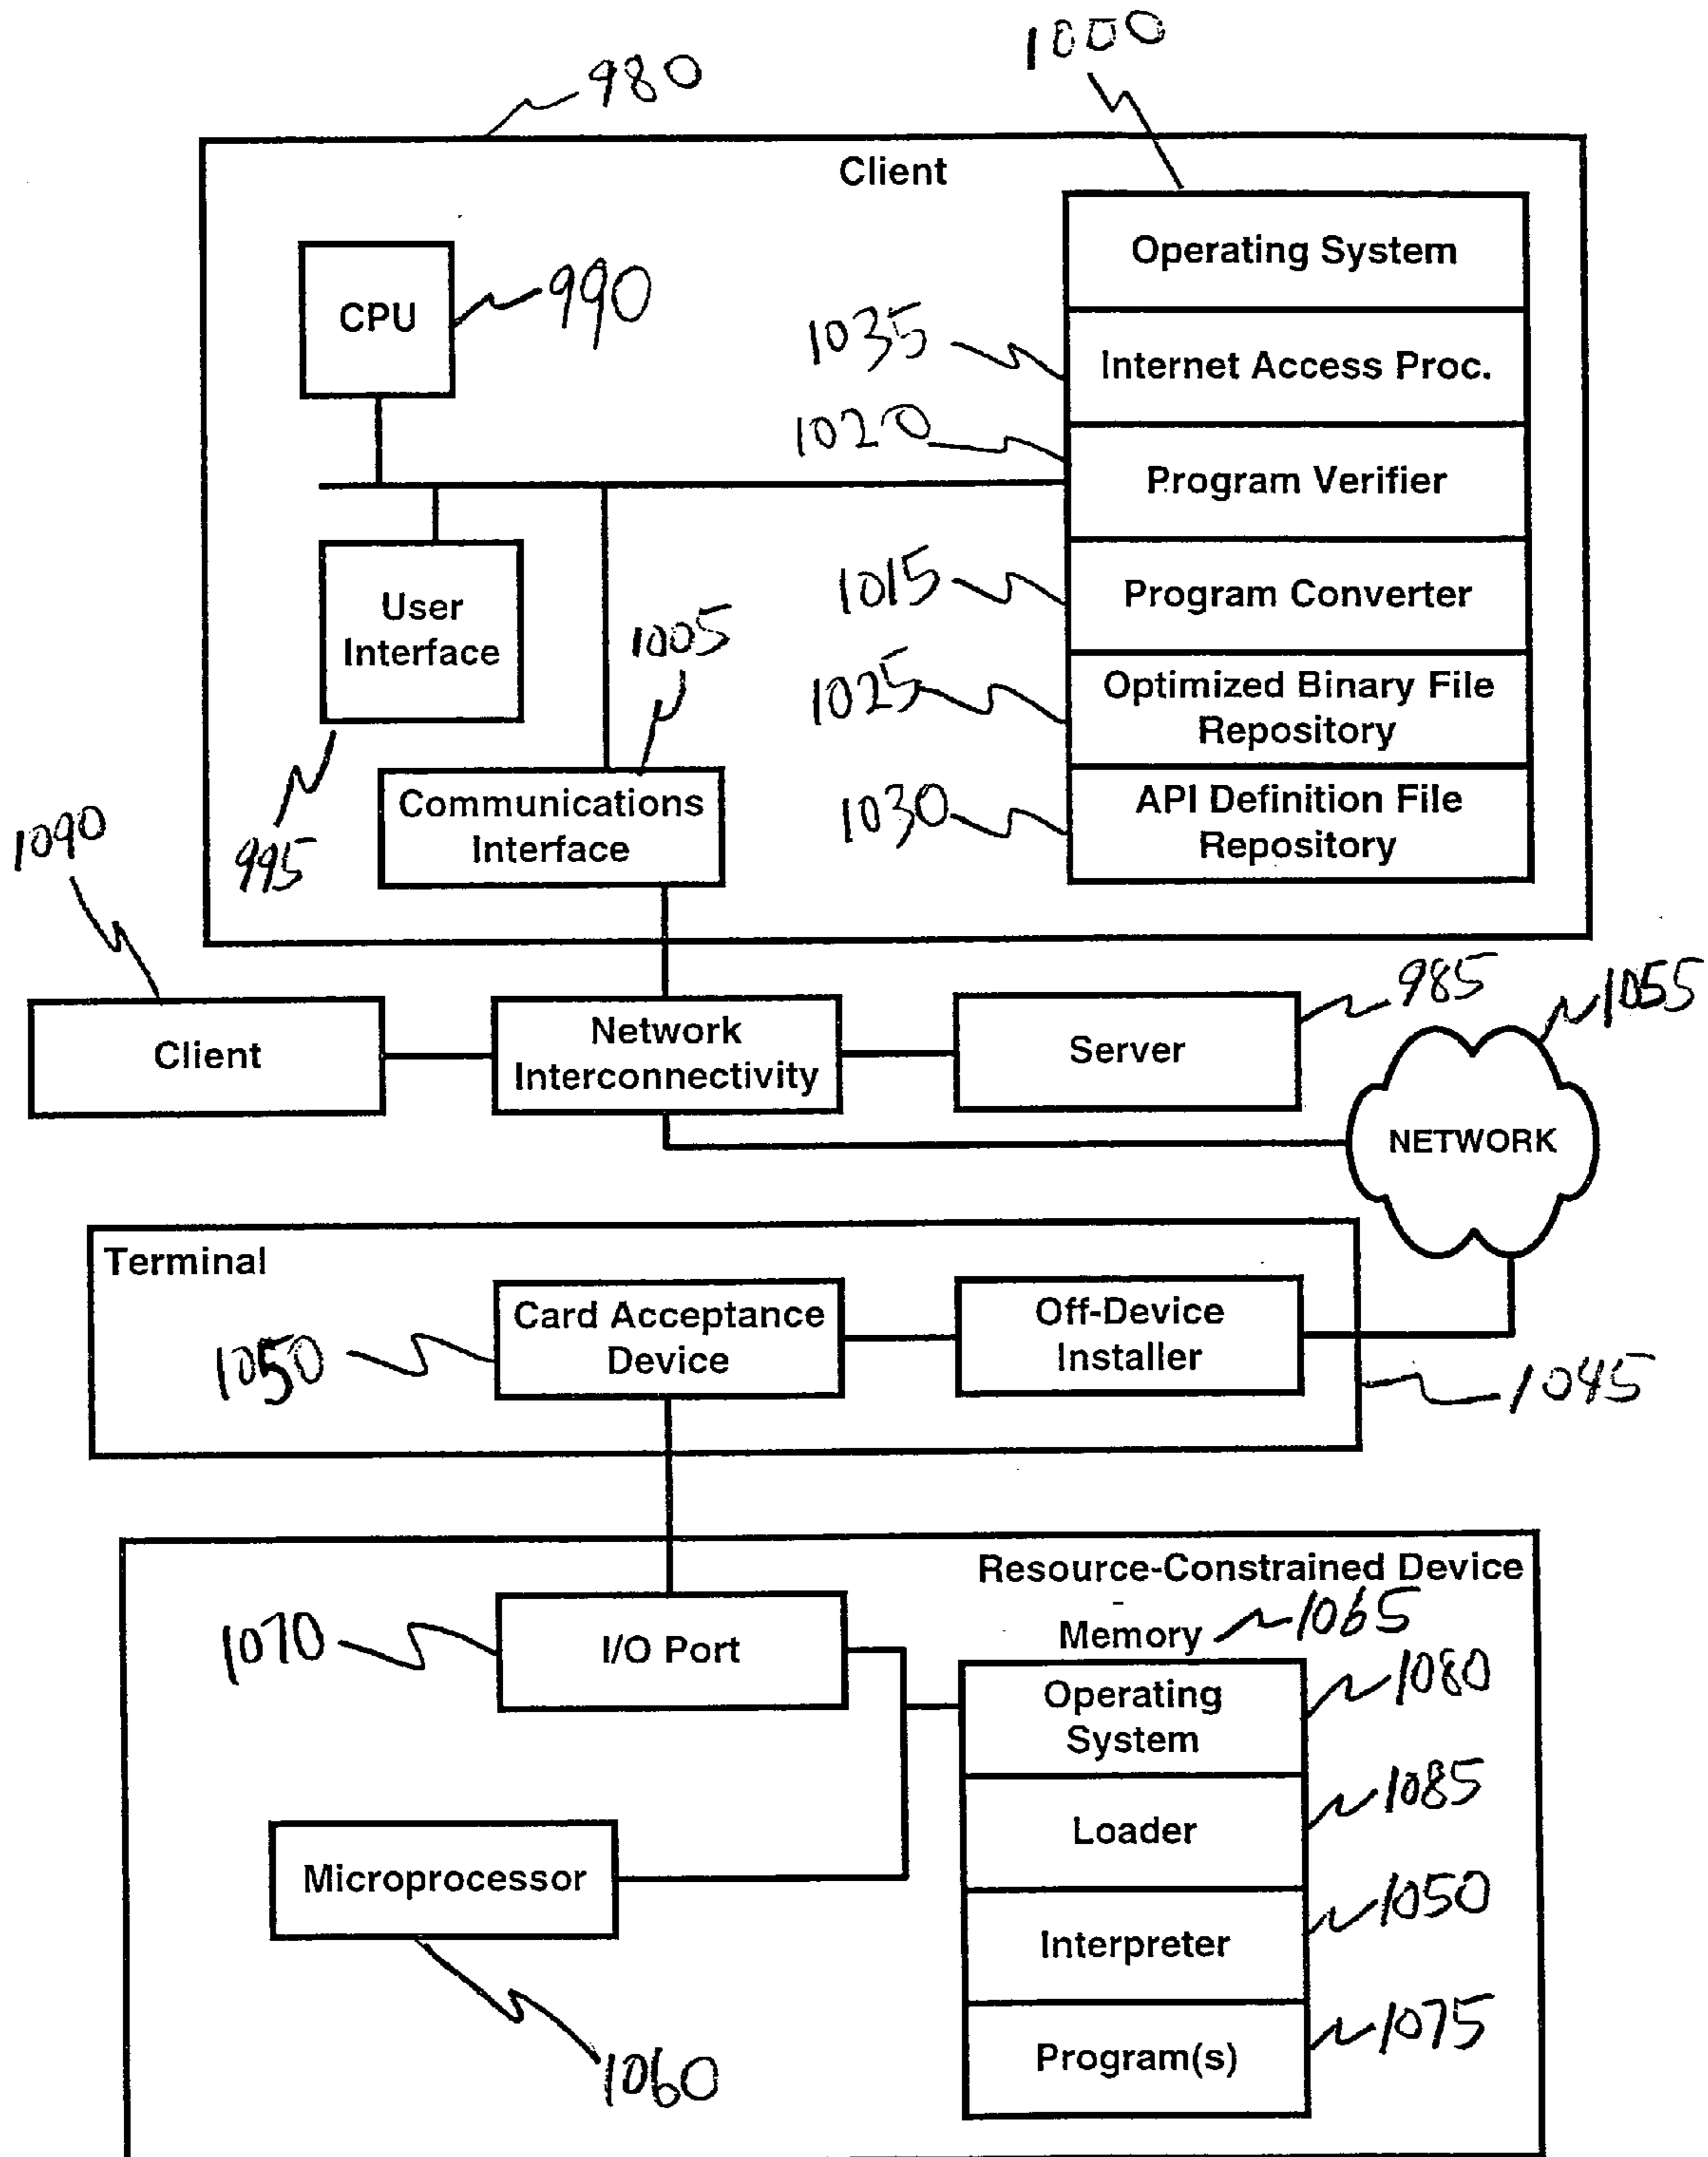 980
1000
Client
Operating System
CPU
990
1035
Internet Access Proc.
1020
Program Verifier
User
Interface
1015
Program Converter
1005
1025
Optimized Binary File
Repository
Communications
Interface
1030
API Definition File
Repository
1090
995
Client
Network
Interconnectivity
Server
985
1055
NETWORK
Terminal
Card Acceptance
Device
Off-Device
Installer
1050
1045
Resource-Constrained Device
1070
I/O Port
Memory
1065
Operating
System
1080
Loader
1085
Microprocessor
Interpreter
1050
1060
Program(s)
1075